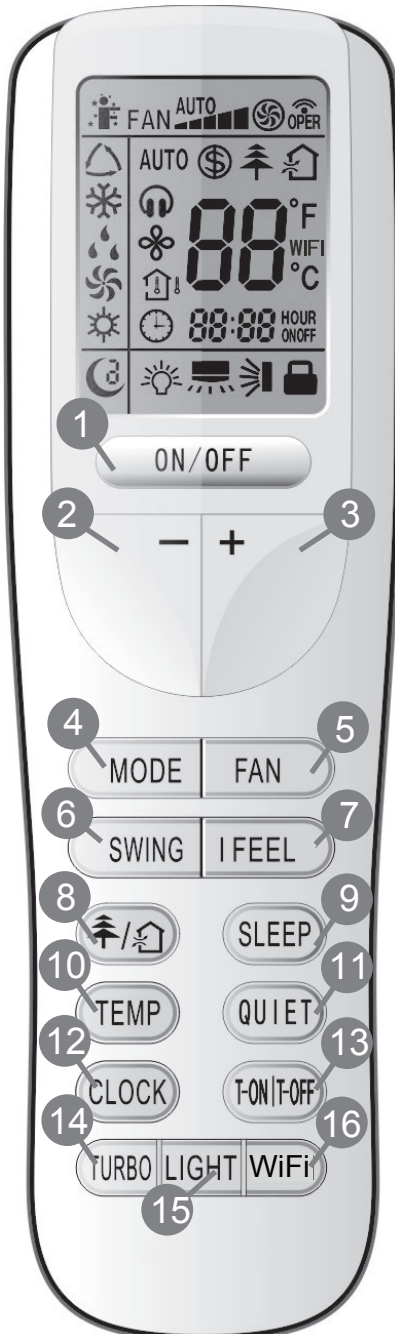 FAN AUTO OPER
AUTO
88 °F
WIFI
°C
88:88 HOUR
ONOFF
1
ON/OFF
2 − + 3
4 5
MODE FAN
6 7
SWING I FEEL
8 / 9
SLEEP
10 11
TEMP QUIET
12 13
CLOCK T-ON|T-OFF
14 16
TURBO LIGHT WiFi
15